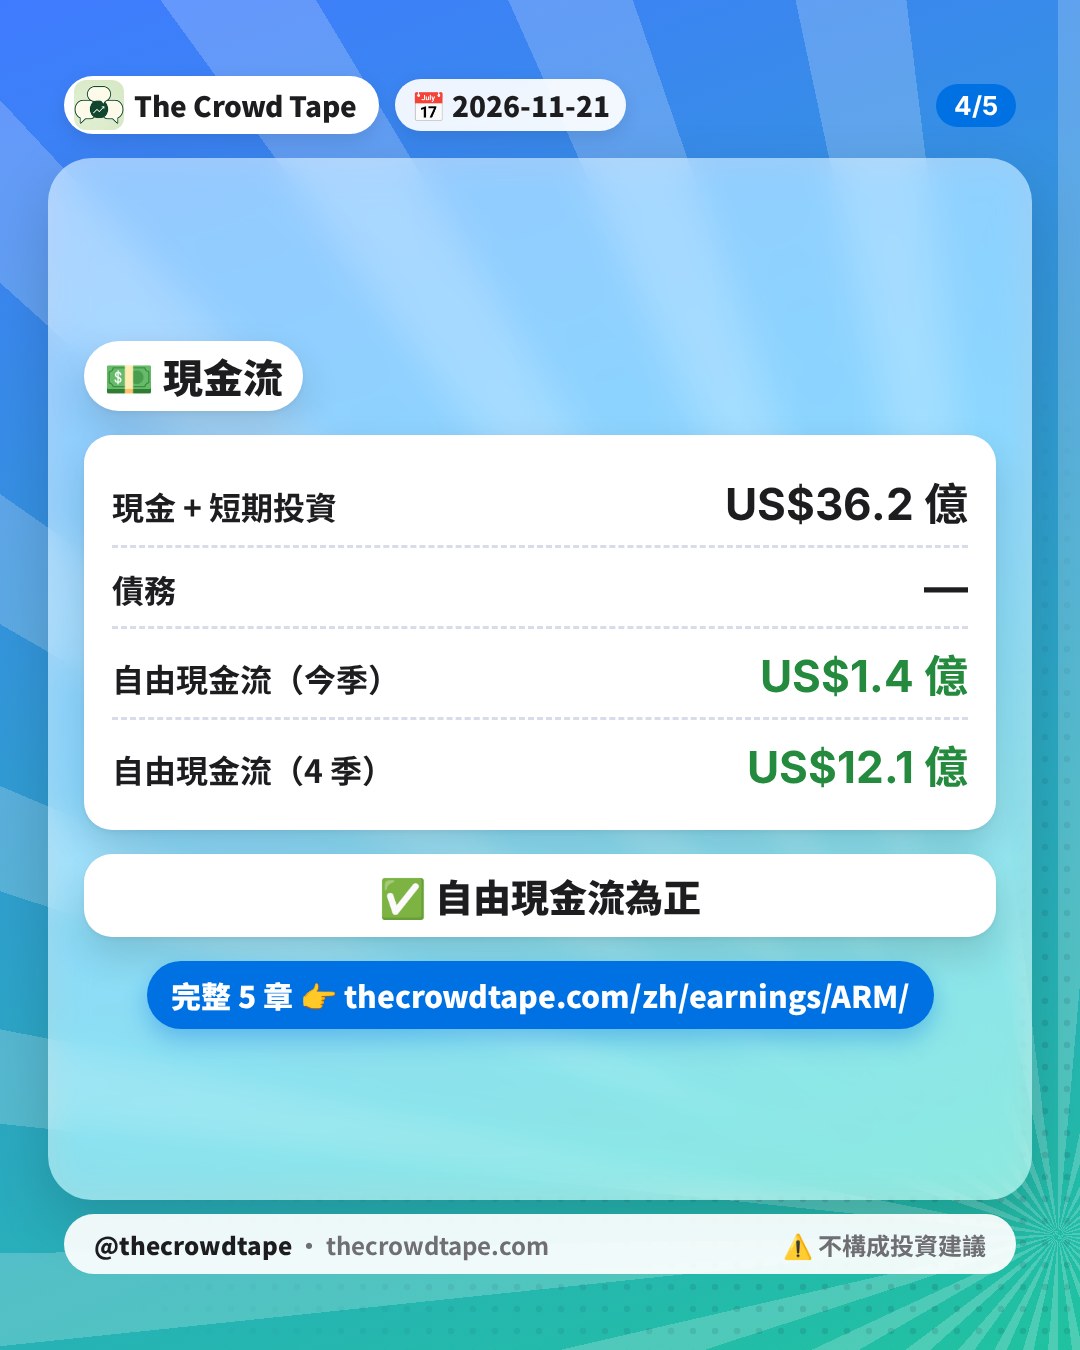 The Crowd Tape
📅 2026-11-21
4/5
💵 現金流
現金 + 短期投資
US$36.2 億
債務
—
自由現金流（今季）
US$1.4 億
自由現金流（4 季）
US$12.1 億
✅ 自由現金流為正
完整 5 章 👉 thecrowdtape.com/zh/earnings/ARM/
@thecrowdtape • thecrowdtape.com
⚠️ 不構成投資建議